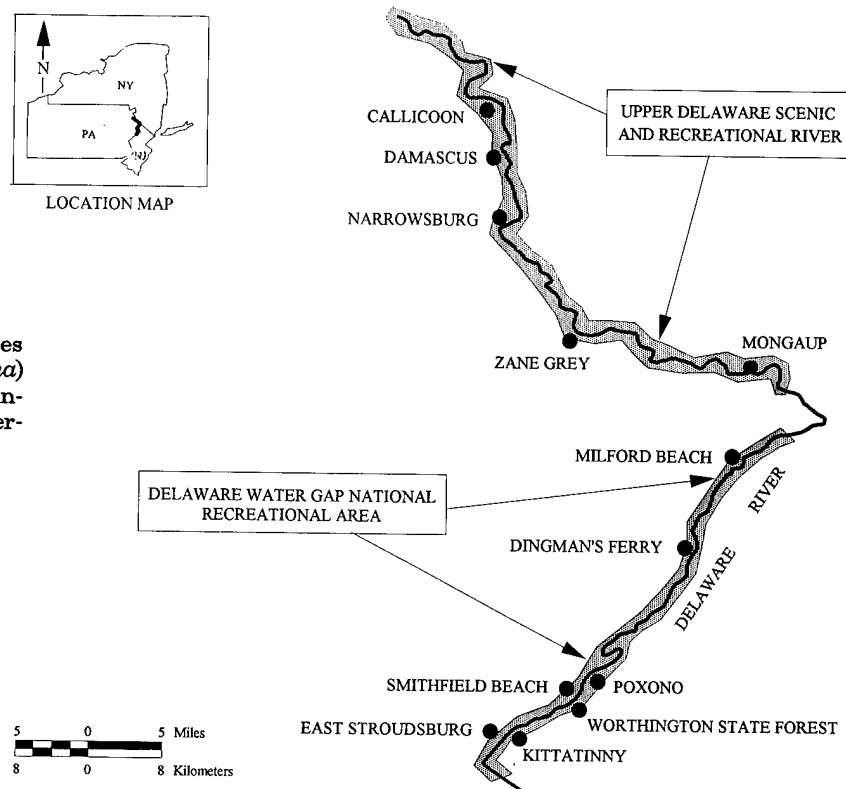 N
NY
PA
NJ
LOCATION MAP
UPPER DELAWARE SCENIC
AND RECREATIONAL RIVER
CALLICOON
DAMASCUS
NARROWSBURG
ZANE GREY
MONGAUP
es
a)
n-
er-
MILFORD BEACH
DELAWARE WATER GAP NATIONAL
RECREATIONAL AREA
DINGMAN'S FERRY
DELAWARE RIVER
SMITHFIELD BEACH
POXONO
WORTHINGTON STATE FOREST
EAST STROUDSBURG
KITTATINNY
5 0 5 Miles
8 0 8 Kilometers